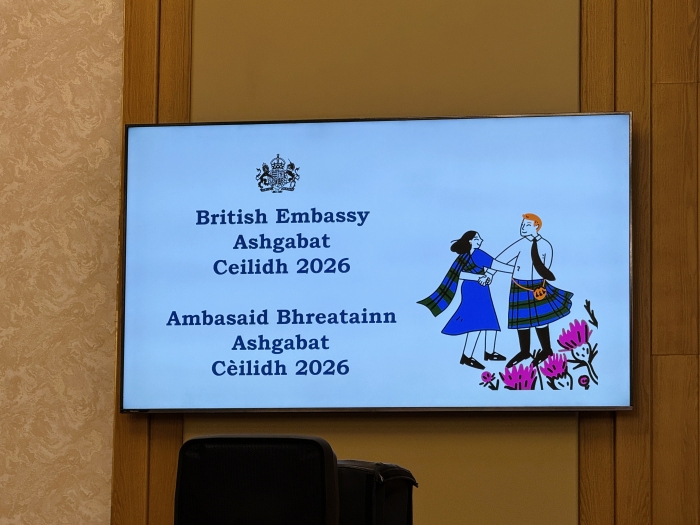 British Embassy
Ashgabat
Ceilidh 2026
Ambasaid Bhreatainn
Ashgabat
Cèilidh 2026